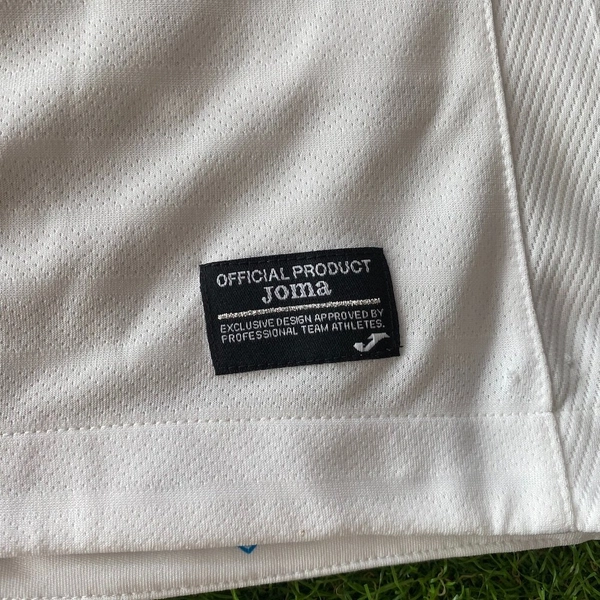 OFFICIAL PRODUCT
Joma
EXCLUSIVE DESIGN APPROVED BY
PROFESSIONAL TEAM ATHLETES.